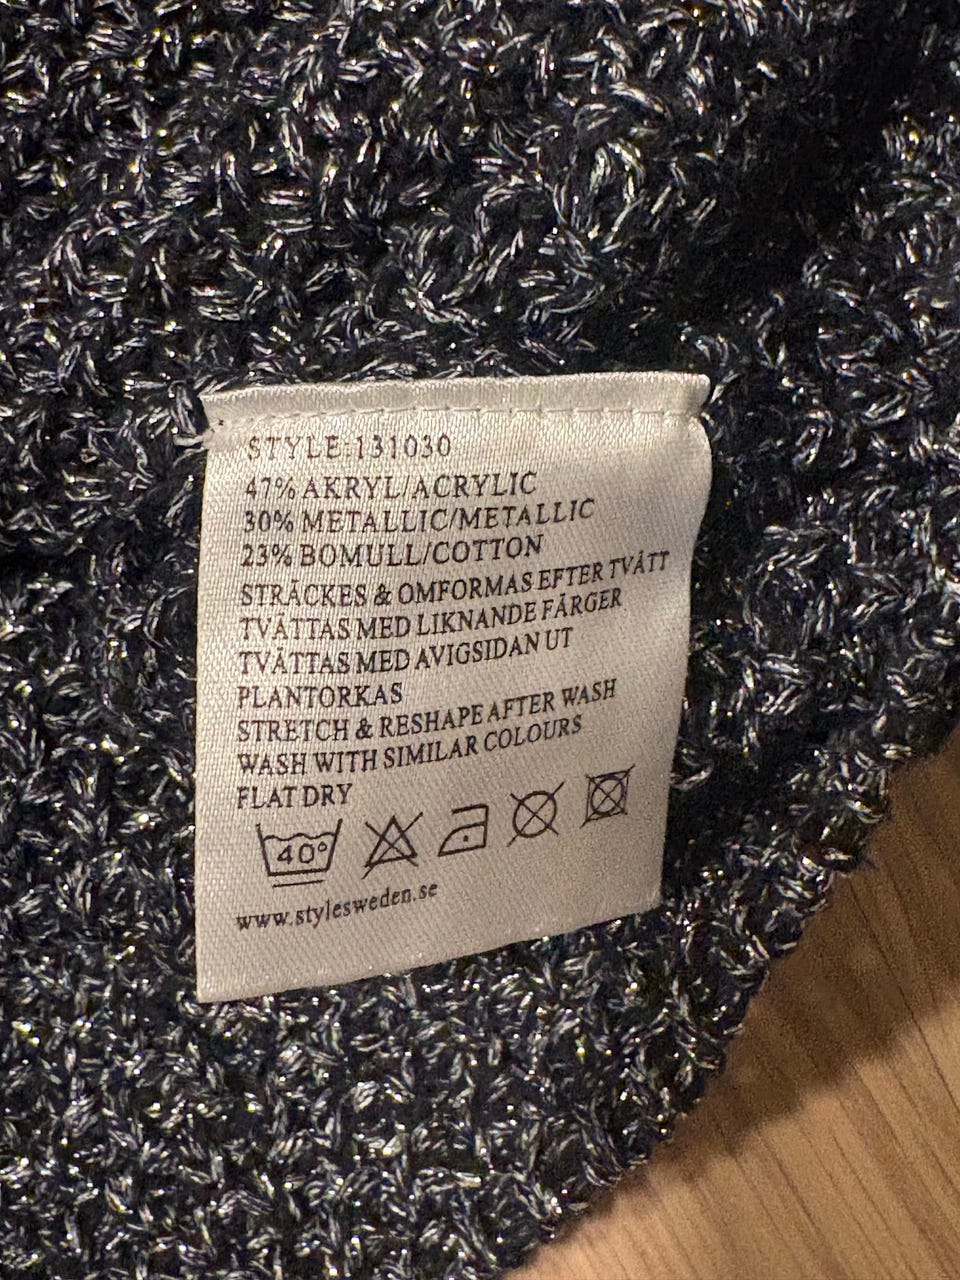 STYLE:131030
47% AKRYL/ACRYLIC
30% METALLIC/METALLIC
23% BOMULL/COTTON
STRÄCKES & OMFORMAS EFTER TVÄTT
TVÄTTAS MED LIKNANDE FÄRGER
TVÄTTAS MED AVIGSIDAN UT
PLANTORKAS
STRETCH & RESHAPE AFTER WASH
WASH WITH SIMILAR COLOURS
FLAT DRY
40°
www.stylesweden.se